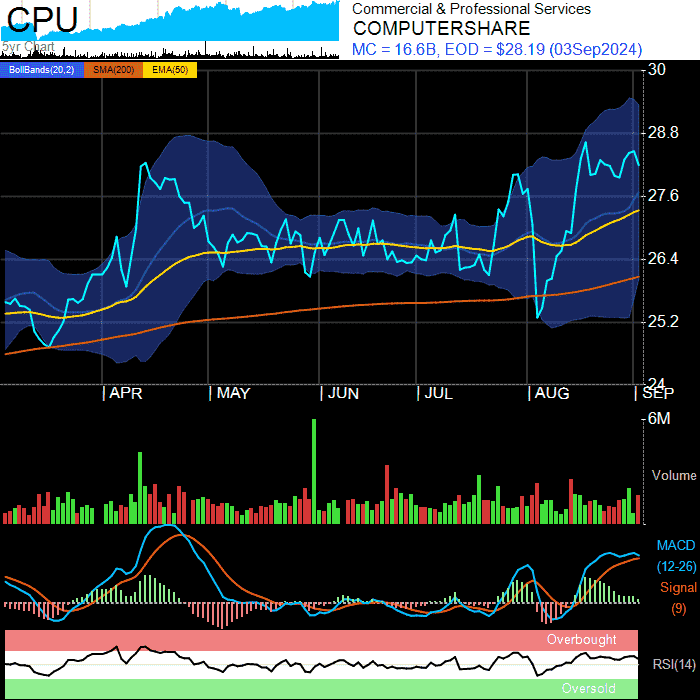 CPU
5yr Chart
Commercial & Professional Services
COMPUTERSHARE
MC = 16.6B, EOD = $28.19 (03Sep2024)
BollBands(20,2) SMA(200) EMA(50)
30
28.8
27.6
26.4
25.2
24
APR MAY JUN JUL AUG SEP
6M
Volume
MACD
(12-26)
Signal
(9)
Overbought
RSI(14)
Oversold